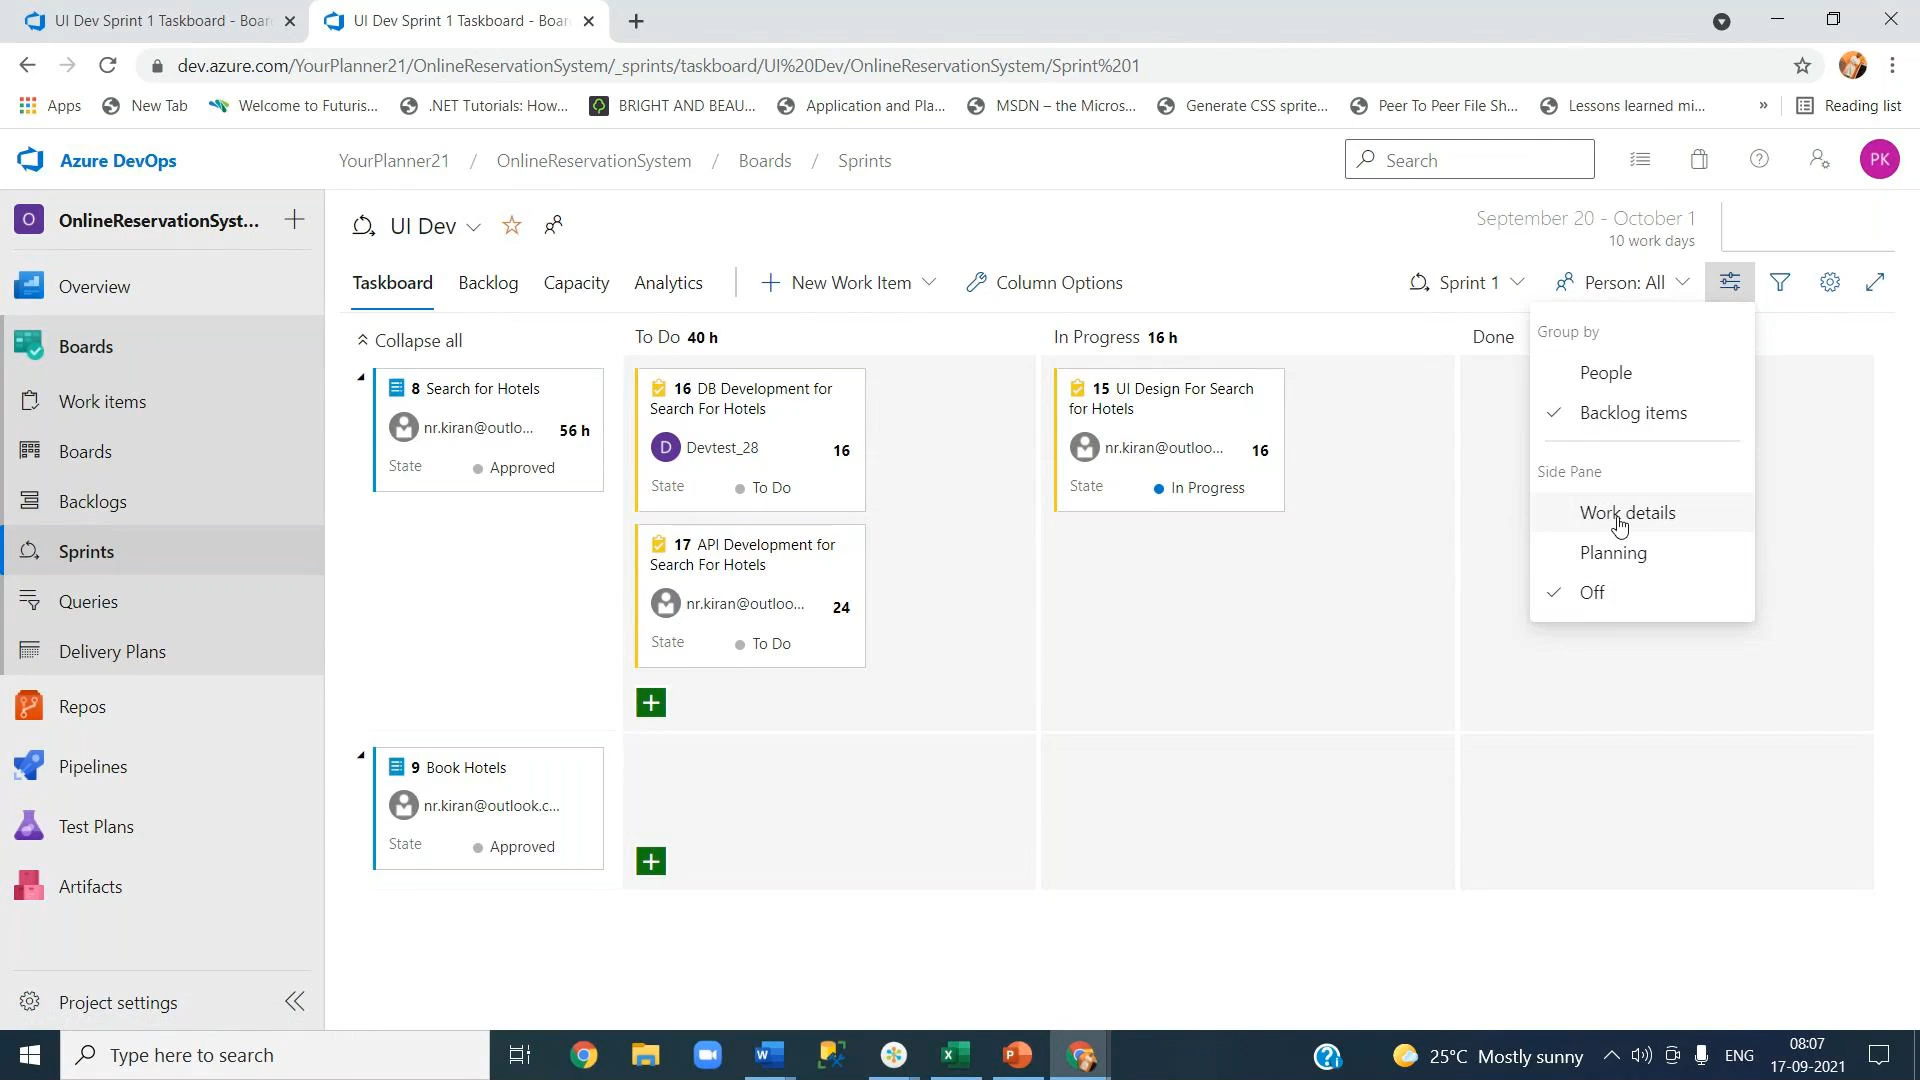 UI Dev Sprint 1 Taskboard - Boar
UI Dev Sprint 1 Taskboard - Boar
dev.azure.com/YourPlanner21/OnlineReservationSystem/_sprints/taskboard/UI%20Dev/OnlineReservationSystem/Sprint%201
Apps
New Tab
Welcome to Futuris...
.NET Tutorials: How...
BRIGHT AND BEAU...
Application and Pla...
MSDN – the Micros...
Generate CSS sprite...
Peer To Peer File Sh...
Lessons learned mi...
»
Reading list
Azure DevOps
YourPlanner21 / OnlineReservationSystem / Boards / Sprints
Search
PK
O OnlineReservationSyst...
Overview
Boards
Work items
Boards
Backlogs
Sprints
Queries
Delivery Plans
Repos
Pipelines
Test Plans
Artifacts
Project settings
UI Dev
September 20 - October 1
10 work days
Taskboard
Backlog
Capacity
Analytics
New Work Item
Column Options
Sprint 1
Person: All
Collapse all
To Do 40 h
In Progress 16 h
Done
8 Search for Hotels
nr.kiran@outlo... 56 h
State Approved
16 DB Development for
Search For Hotels
D Devtest_28 16
State To Do
17 API Development for
Search For Hotels
nr.kiran@outloo... 24
State To Do
15 UI Design For Search
for Hotels
nr.kiran@outloo... 16
State In Progress
9 Book Hotels
nr.kiran@outlook.c...
State Approved
Group by
People
Backlog items
Side Pane
Work details
Planning
Off
Type here to search
25°C Mostly sunny
ENG
08:07
17-09-2021